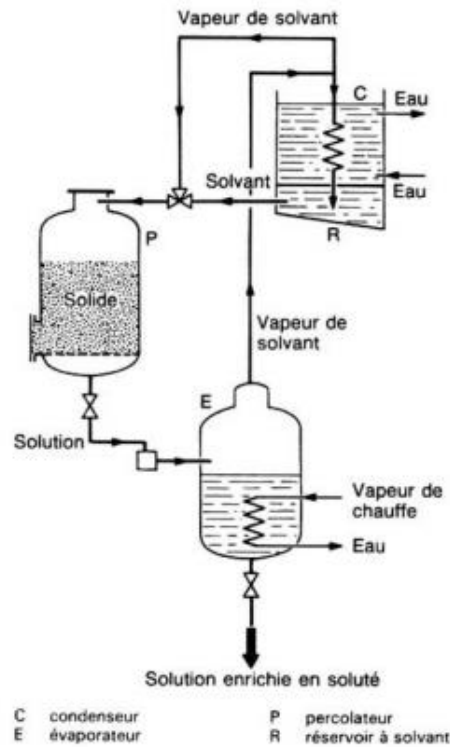 Vapeur de solvant
C
Eau
Solvant
Eau
P
R
Solide
Vapeur de
solvant
E
Solution
Vapeur de
chauffe
Eau
Solution enrichie en soluté
C condenseur
P percolateur
E évaporateur
R réservoir à solvant